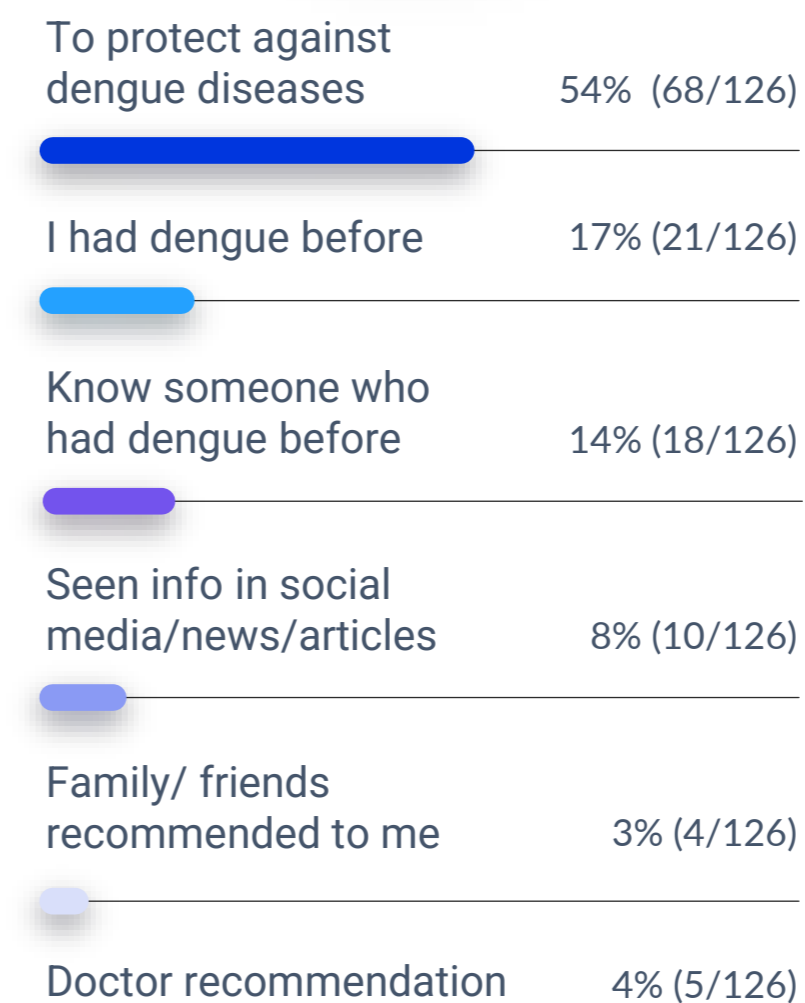 To protect against
dengue diseases 54% (68/126)
I had dengue before 17% (21/126)
Know someone who
had dengue before 14% (18/126)
Seen info in social
media/news/articles 8% (10/126)
Family/ friends
recommended to me 3% (4/126)
Doctor recommendation 4% (5/126)